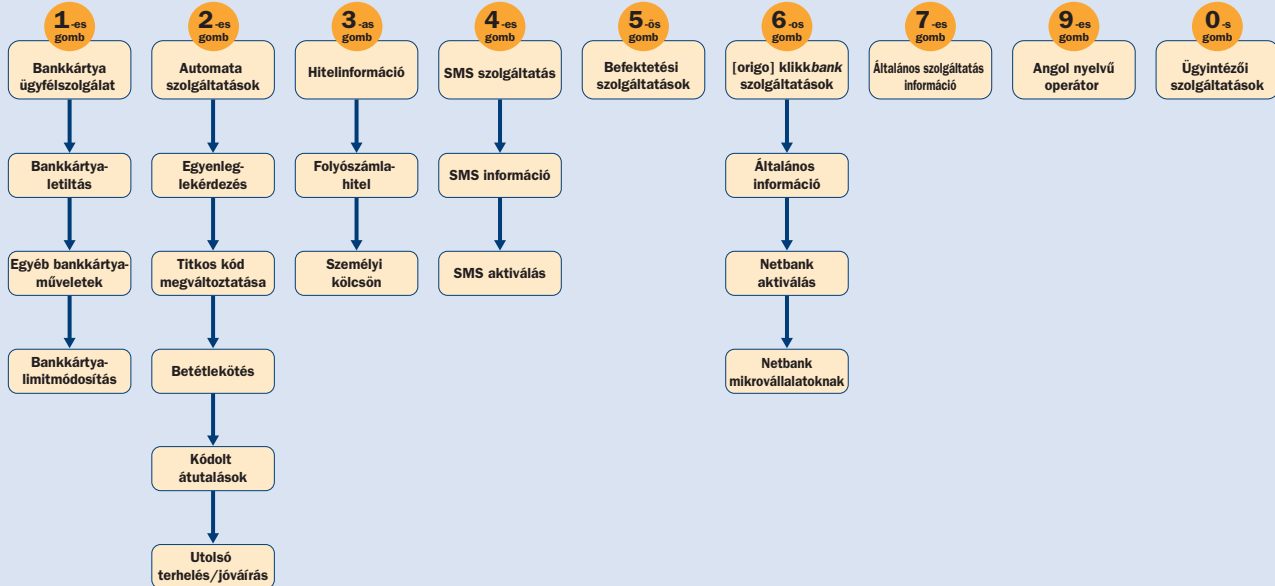 1-es
gomb
Bankkártya
ügyfélszolgálat
Bankkártya-
letiltás
Egyéb bankkártya-
műveletek
Bankkártya-
limitmódosítás
2-es
gomb
Automata
szolgáltatások
Egyenleg-
lekérdezés
Titkos kód
megváltoztatása
Betétlekötés
Kódolt
átutalások
Utolsó
terhelés/jóváírás
3-as
gomb
Hitelinformáció
Folyószámla-
hitel
Személyi
kölcsön
4-es
gomb
SMS szolgáltatás
SMS információ
SMS aktiválás
5-ös
gomb
Befektetési
szolgáltatások
6-os
gomb
[origo] klikkbank
szolgáltatások
Általános
információ
Netbank
aktiválás
Netbank
mikrovállalatoknak
7-es
gomb
Általános szolgáltatás
információ
9-es
gomb
Angol nyelvű
operátor
0-s
gomb
Ügyintézői
szolgáltatások